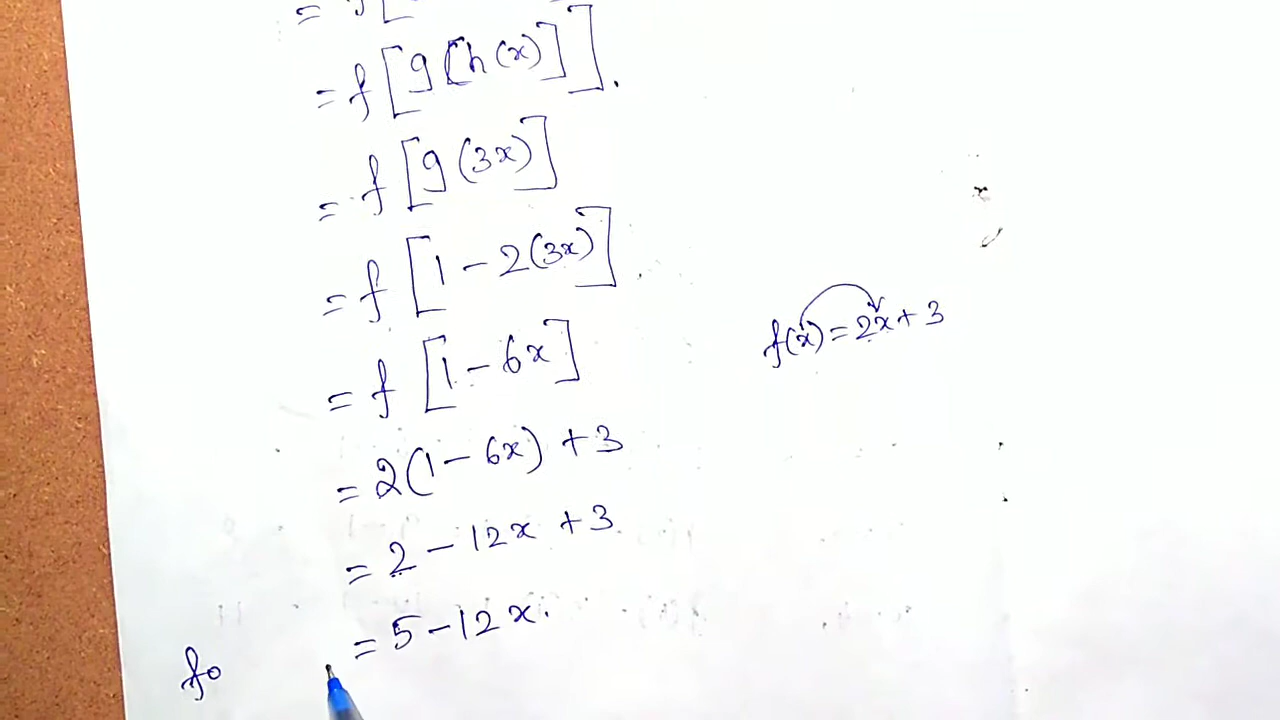 = f[g[h(x)]].
= f[g(3x)]
= f[1 - 2(3x)]
= f[1 - 6x]
f(x) = 2x + 3
= 2(1 - 6x) + 3
= 2 - 12x + 3
= 5 - 12x.
fo